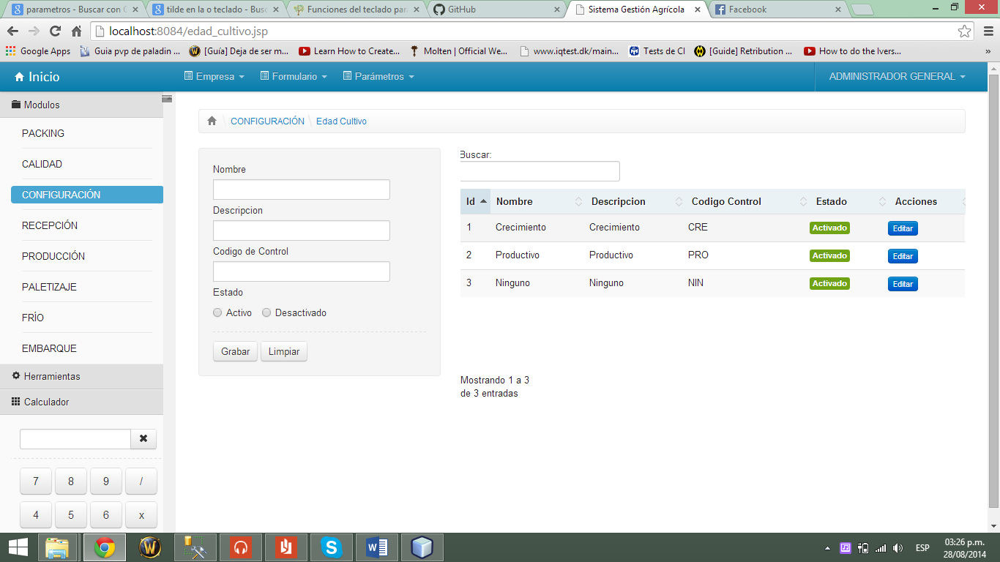 parametros - Buscar con G
tilde en la o teclado - Busc
Funciones del teclado par
GitHub
Sistema Gestión Agrícola
Facebook
localhost:8084/edad_cultivo.jsp
Google Apps
Guia pvp de paladin ...
[Guía] Deja de ser m...
Learn How to Create...
Molten | Official We...
www.iqtest.dk/main...
Tests de CI
[Guide] Retribution ...
How to do the Ivers...
»
Inicio
Empresa
Formulario
Parámetros
ADMINISTRADOR GENERAL
Modulos
PACKING
CALIDAD
CONFIGURACIÓN
RECEPCIÓN
PRODUCCIÓN
PALETIZAJE
FRÍO
EMBARQUE
Herramientas
Calculador
7 8 9 /
4 5 6 x
CONFIGURACIÓN \ Edad Cultivo
Nombre
Descripcion
Codigo de Control
Estado
Activo Desactivado
Grabar Limpiar
Buscar:
Id Nombre Descripcion Codigo Control Estado Acciones
1 Crecimiento Crecimiento CRE Activado Editar
2 Productivo Productivo PRO Activado Editar
3 Ninguno Ninguno NIN Activado Editar
Mostrando 1 a 3
de 3 entradas
ESP
03:26 p.m.
28/08/2014